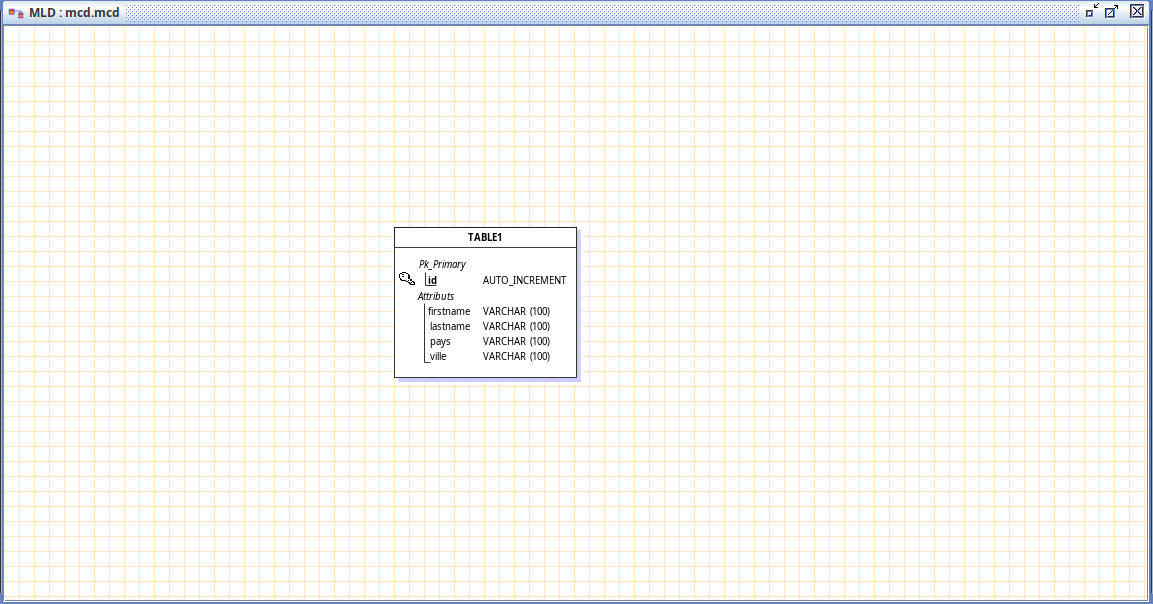 MLD : mcd.mcd
TABLE1
Pk_Primary
id AUTO_INCREMENT
Attributs
firstname VARCHAR (100)
lastname VARCHAR (100)
pays VARCHAR (100)
ville VARCHAR (100)